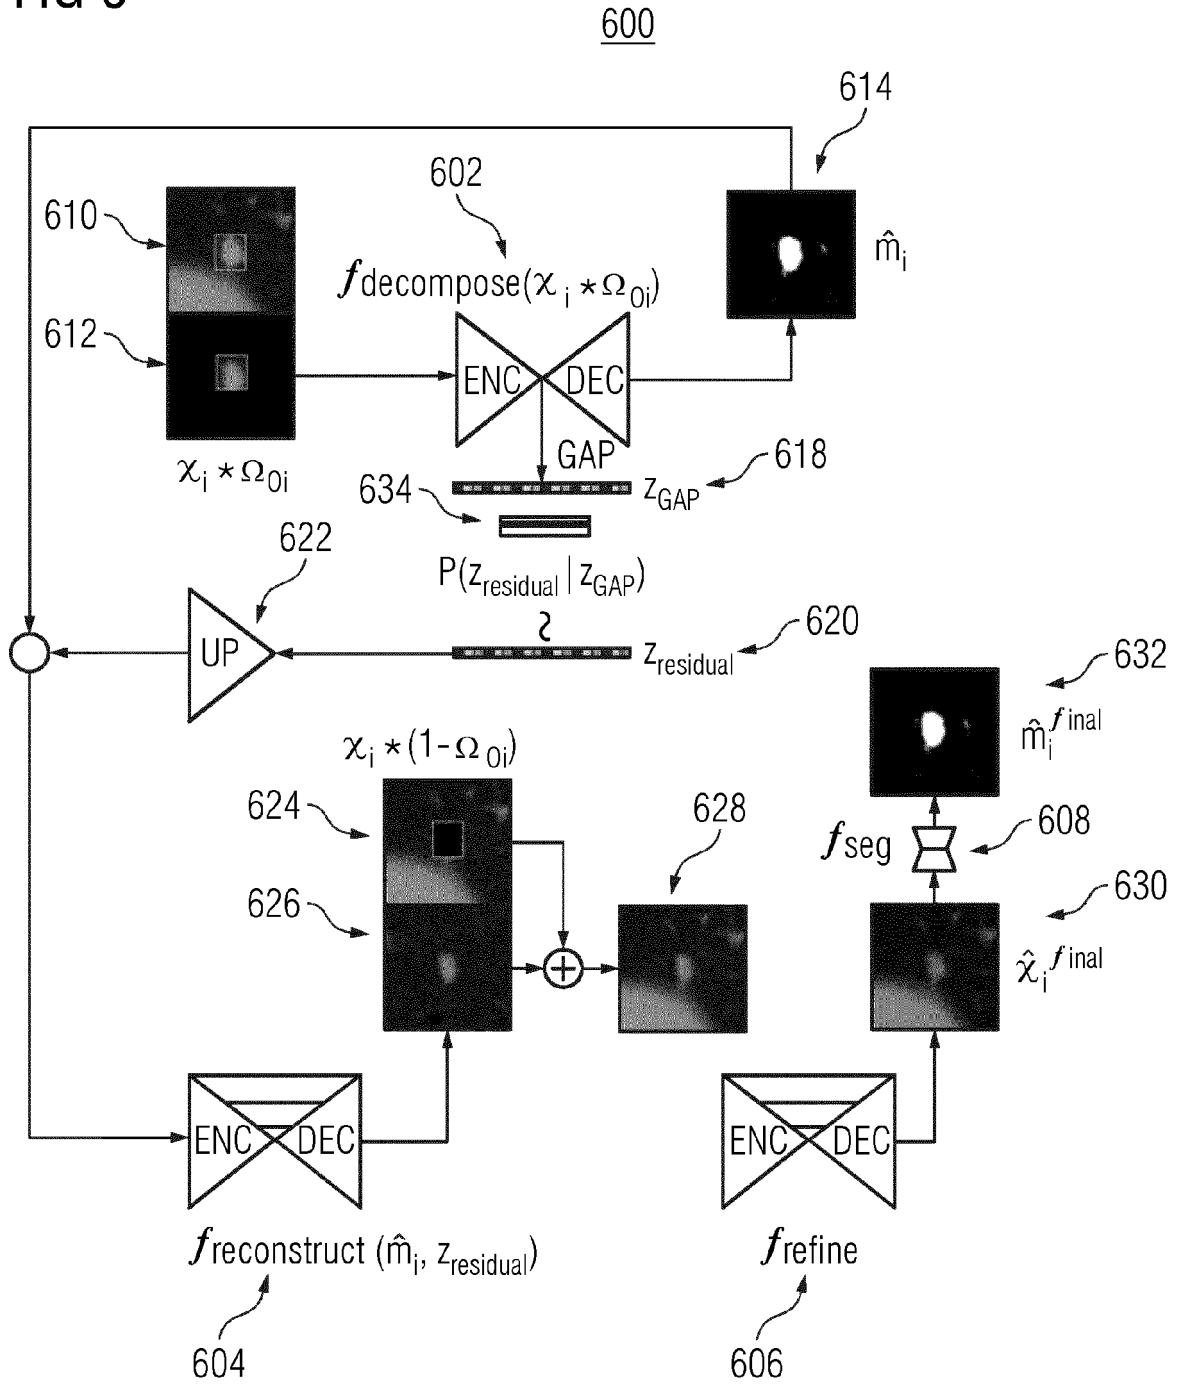 600
614
602
610
f decompose(χ i * Ω 0i)
m̂ i
612
ENC DEC
GAP
618
χ i * Ω 0i
634
z GAP
622
P(z residual | z GAP)
~
620
UP
z residual
632
m̂ i final
χ i * (1-Ω 0i)
624
628
608
f seg
626
630
+
χ̂ i final
ENC DEC
ENC DEC
f reconstruct (m̂ i, z residual)
f refine
604
606